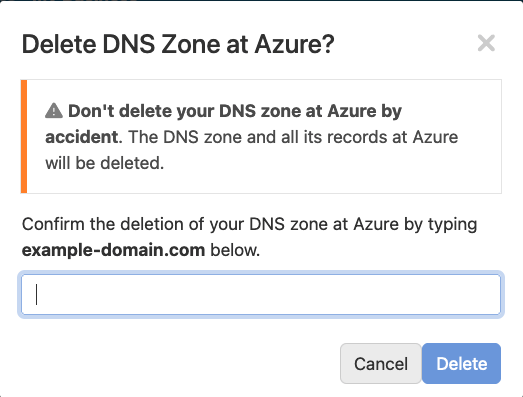 Delete DNS Zone at Azure?
Don't delete your DNS zone at Azure by
accident. The DNS zone and all its records at Azure
will be deleted.
Confirm the deletion of your DNS zone at Azure by typing
example-domain.com below.
Cancel Delete